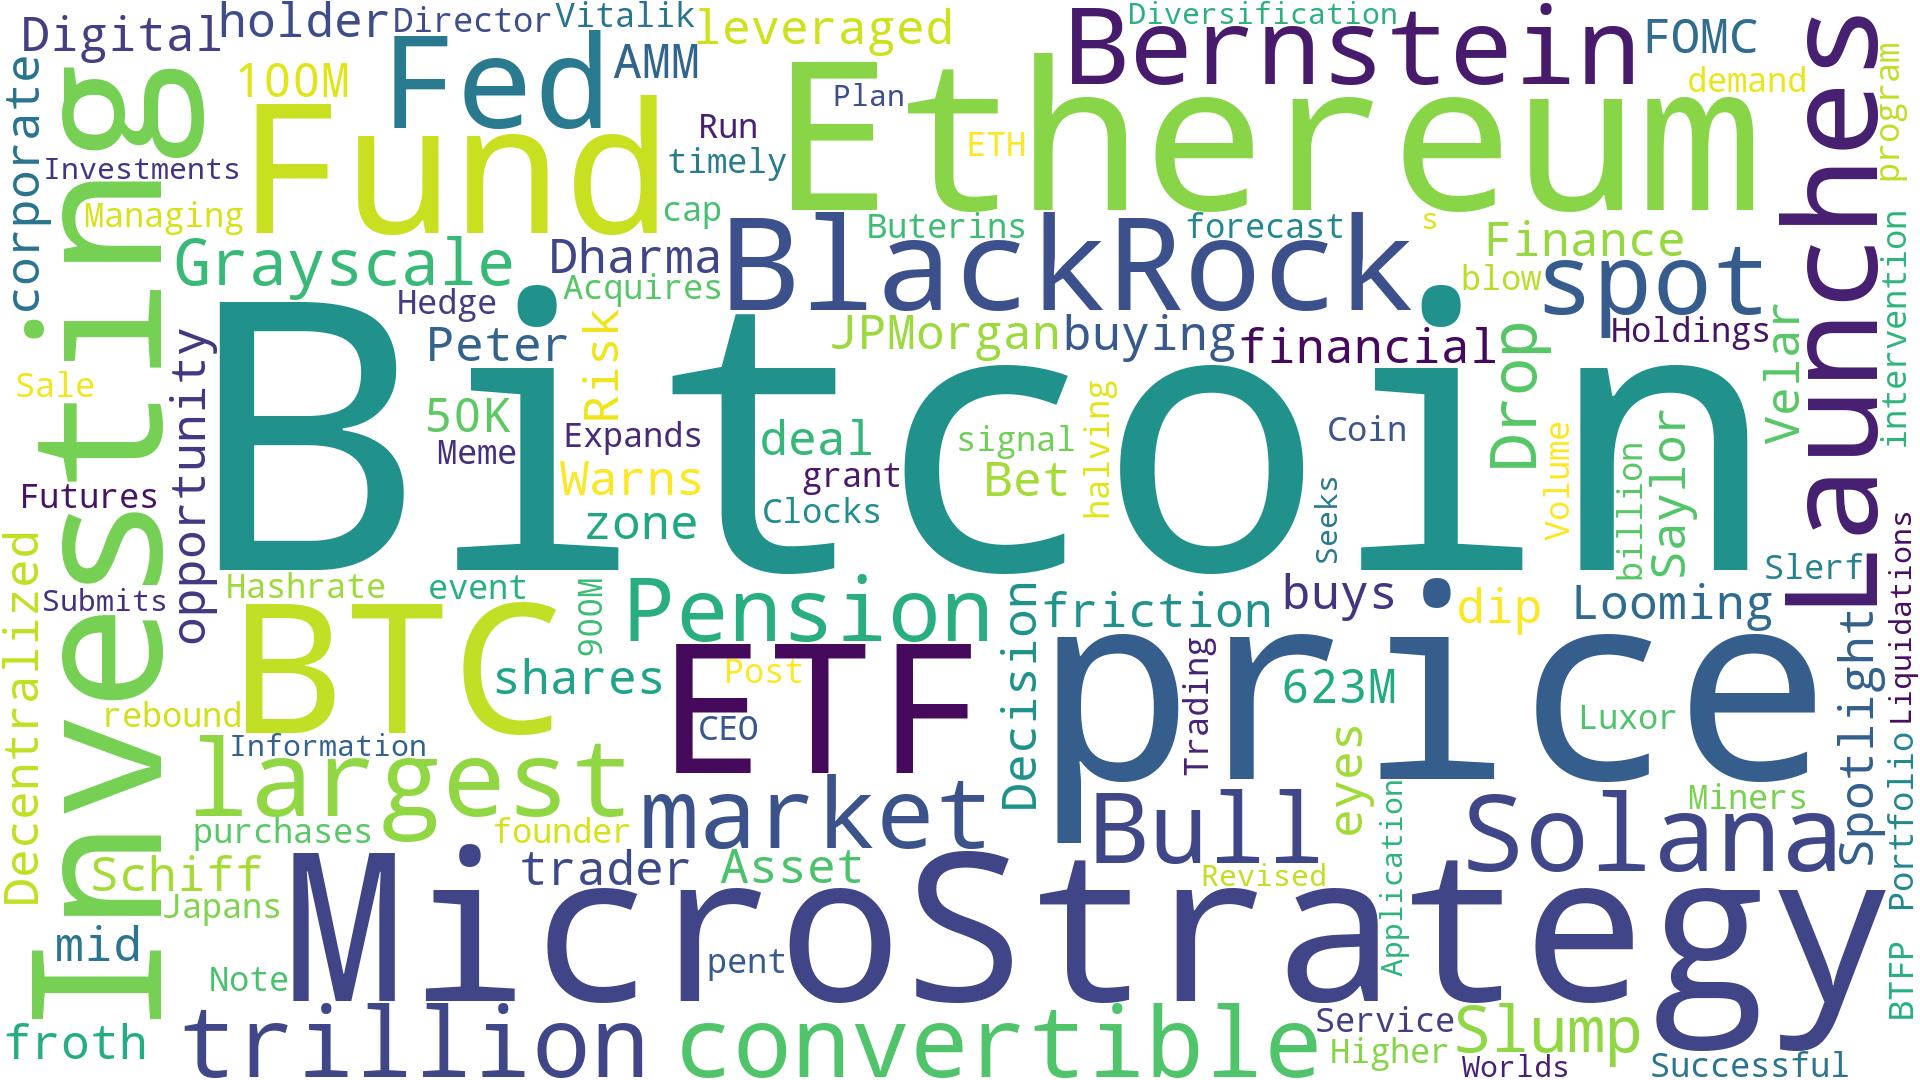 Digital
holder
Director
Vitalik
leveraged
Diversification
Bernstein
FOMC
Launches
corporate
Investing
100M
Fed
AMM
Ethereum
demand
program
Fund
Run
Plan
ETH
timely
Investments
Managing
cap
Buterins
forecast
s
Grayscale
Dharma
BlackRock
Finance
blow
spot
Hedge
Acquires
Peter
Risk
JPMorgan
buying
financial
Drop
Holdings
Velar
intervention
Sale
opportunity
Bitcoin
50K
Meme
Expands
deal
signal
halving
Coin
Volume
billion
Saylor
Warns
grant
Bet
Futures
zone
Clocks
Seeks
Slerf
Liquidations
Decentralized
Submits
Hashrate
event
900M
Pension
Decision
friction
buys
dip
Looming
Spotlight
BTC
shares
Post
ETF
price
Trading
623M
rebound
CEO
Luxor
Information
largest
market
eyes
Application
Miners
Portfolio
purchases
founder
Bull
Solana
Schiff
trader
Asset
Revised
Japans
MicroStrategy
mid
pent
Note
BTFP
froth
trillion
convertible
Service
Slump
Higher
Worlds
Successful